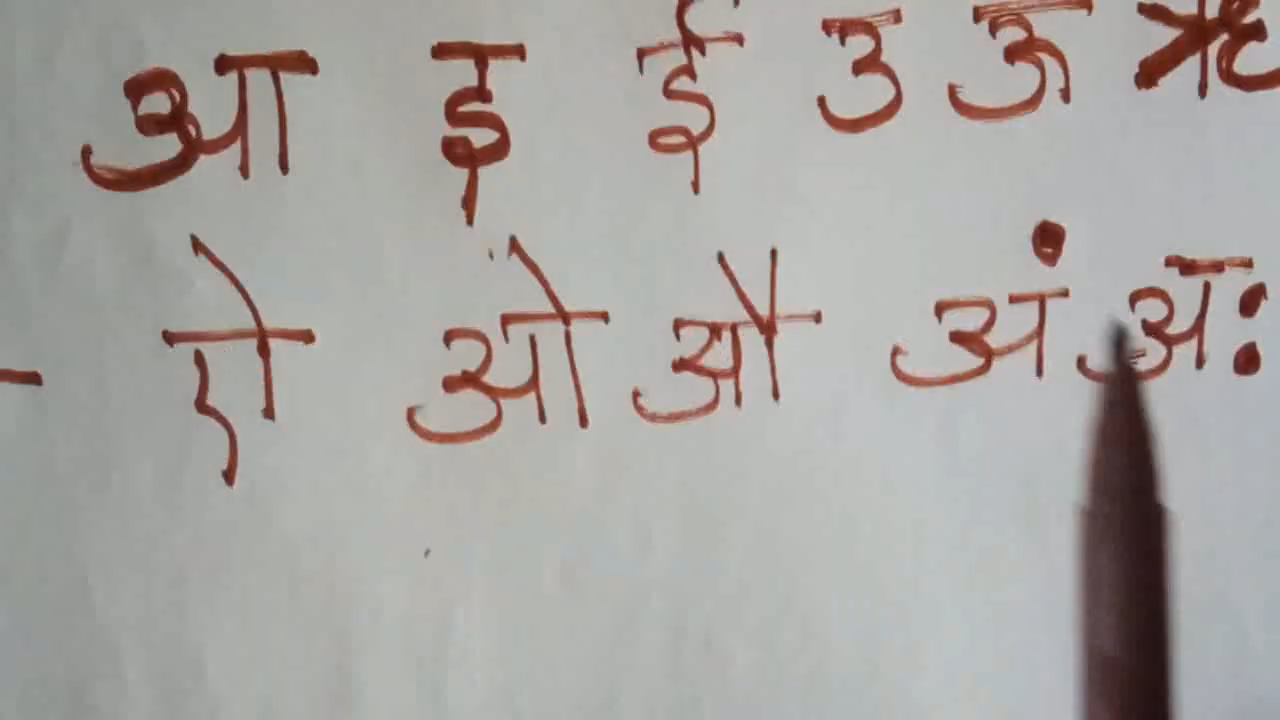 आ इ ई उ ऊ ऋ
ऐ ओ औ अं अः